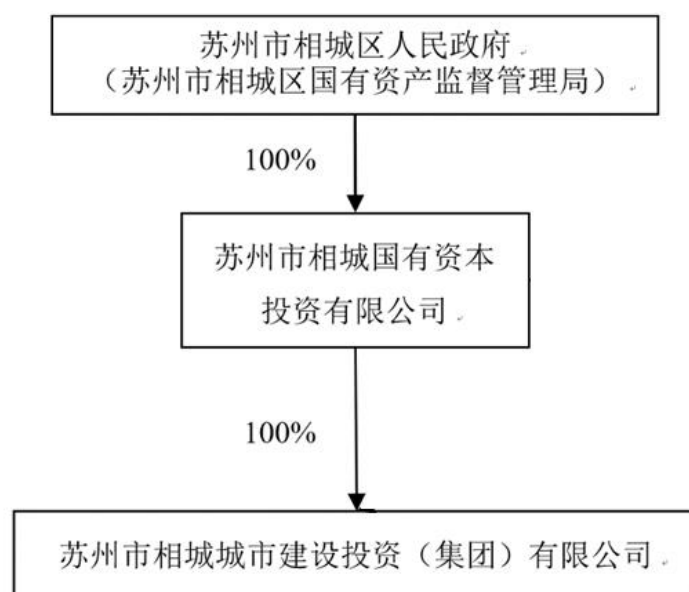 苏州市相城区人民政府
（苏州市相城区国有资产监督管理局）
100%
苏州市相城国有资本
投资有限公司
100%
苏州市相城城市建设投资（集团）有限公司